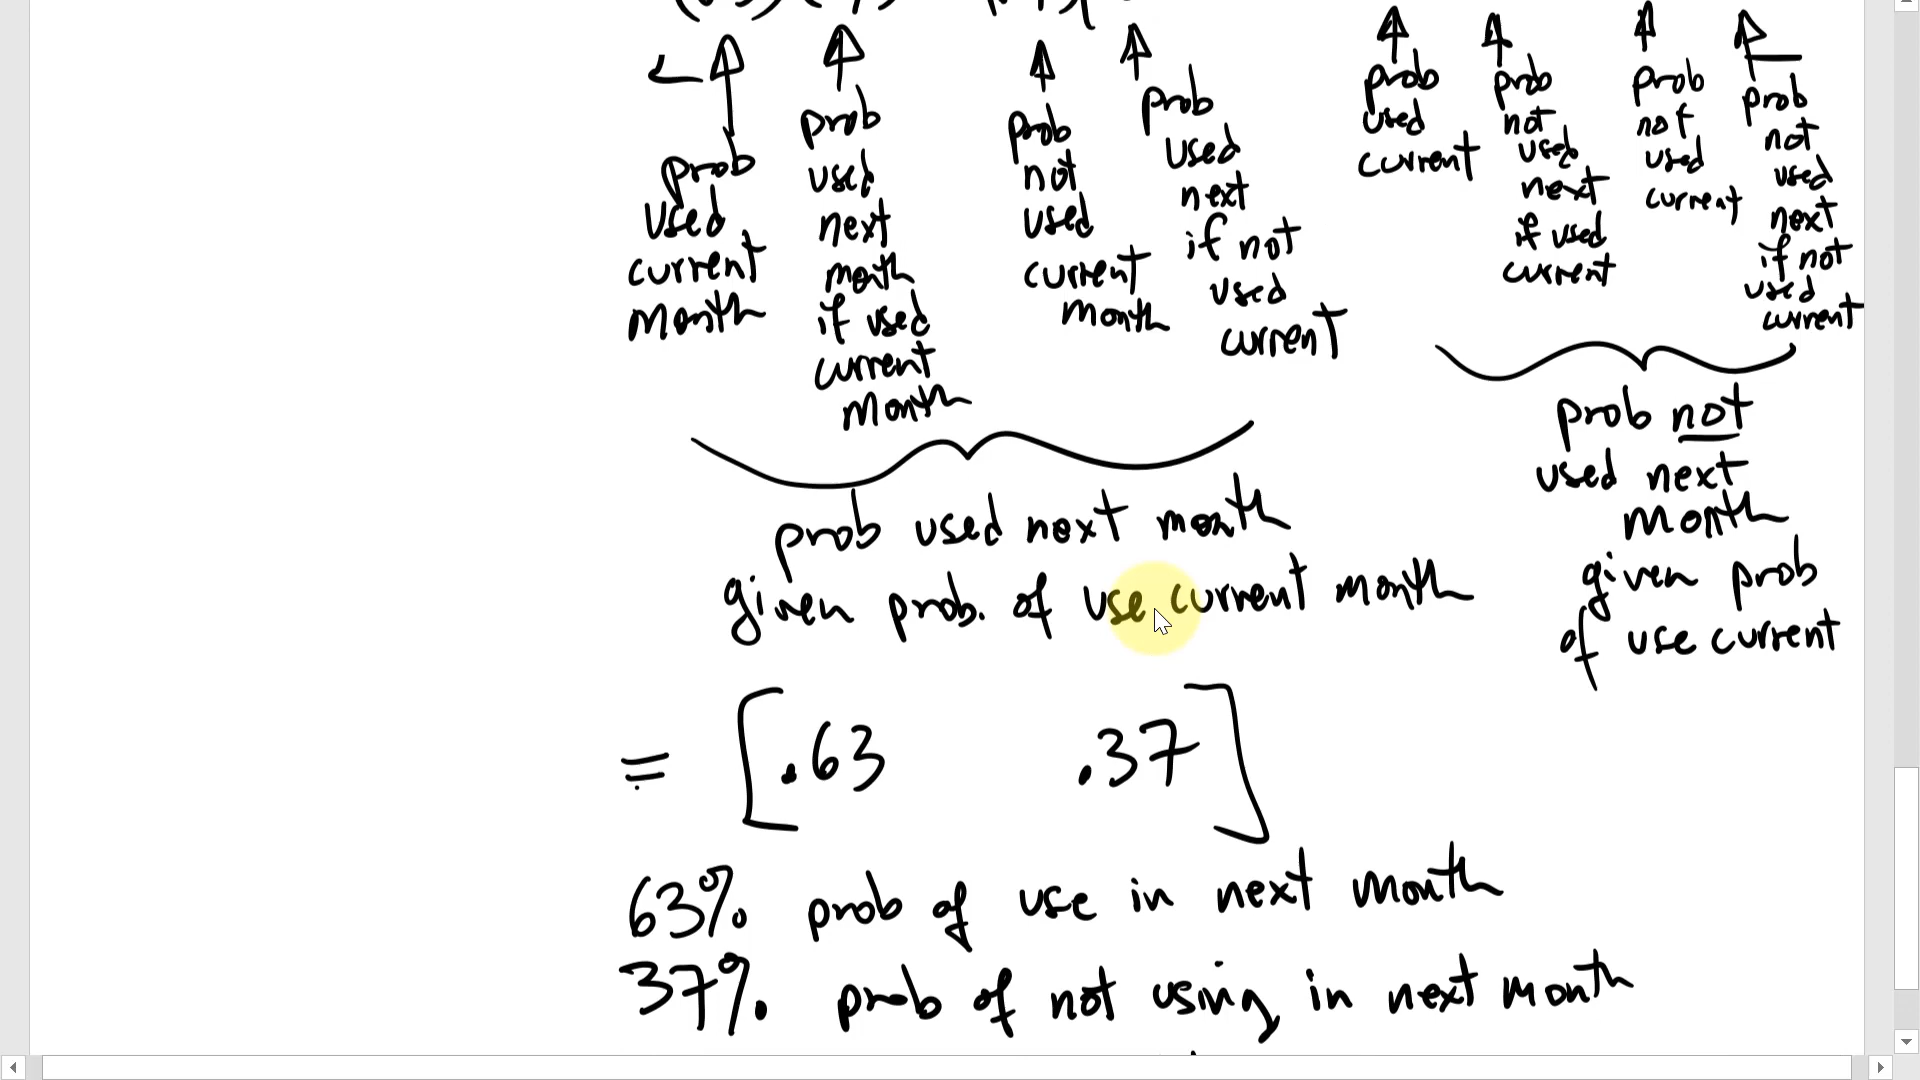 prob
used
current
month
prob
used
next
month
if used
current
month
prob
not
used
current
month
prob
used
next
if not
used
current
prob
used
current
prob
not
used
next
if used
current
prob
not
used
current
prob
not
used
next
if not
used
current
prob used next month
given prob. of use current month
prob not
used next
month
given prob
of use current
= [.63 .37]
63% prob of use in next month
37% prob of not using in next month